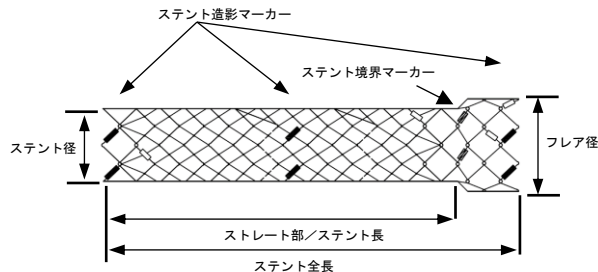 ステント造影マーカー
ステント境界マーカー
ステント径
フレア径
ストレート部／ステント長
ステント全長